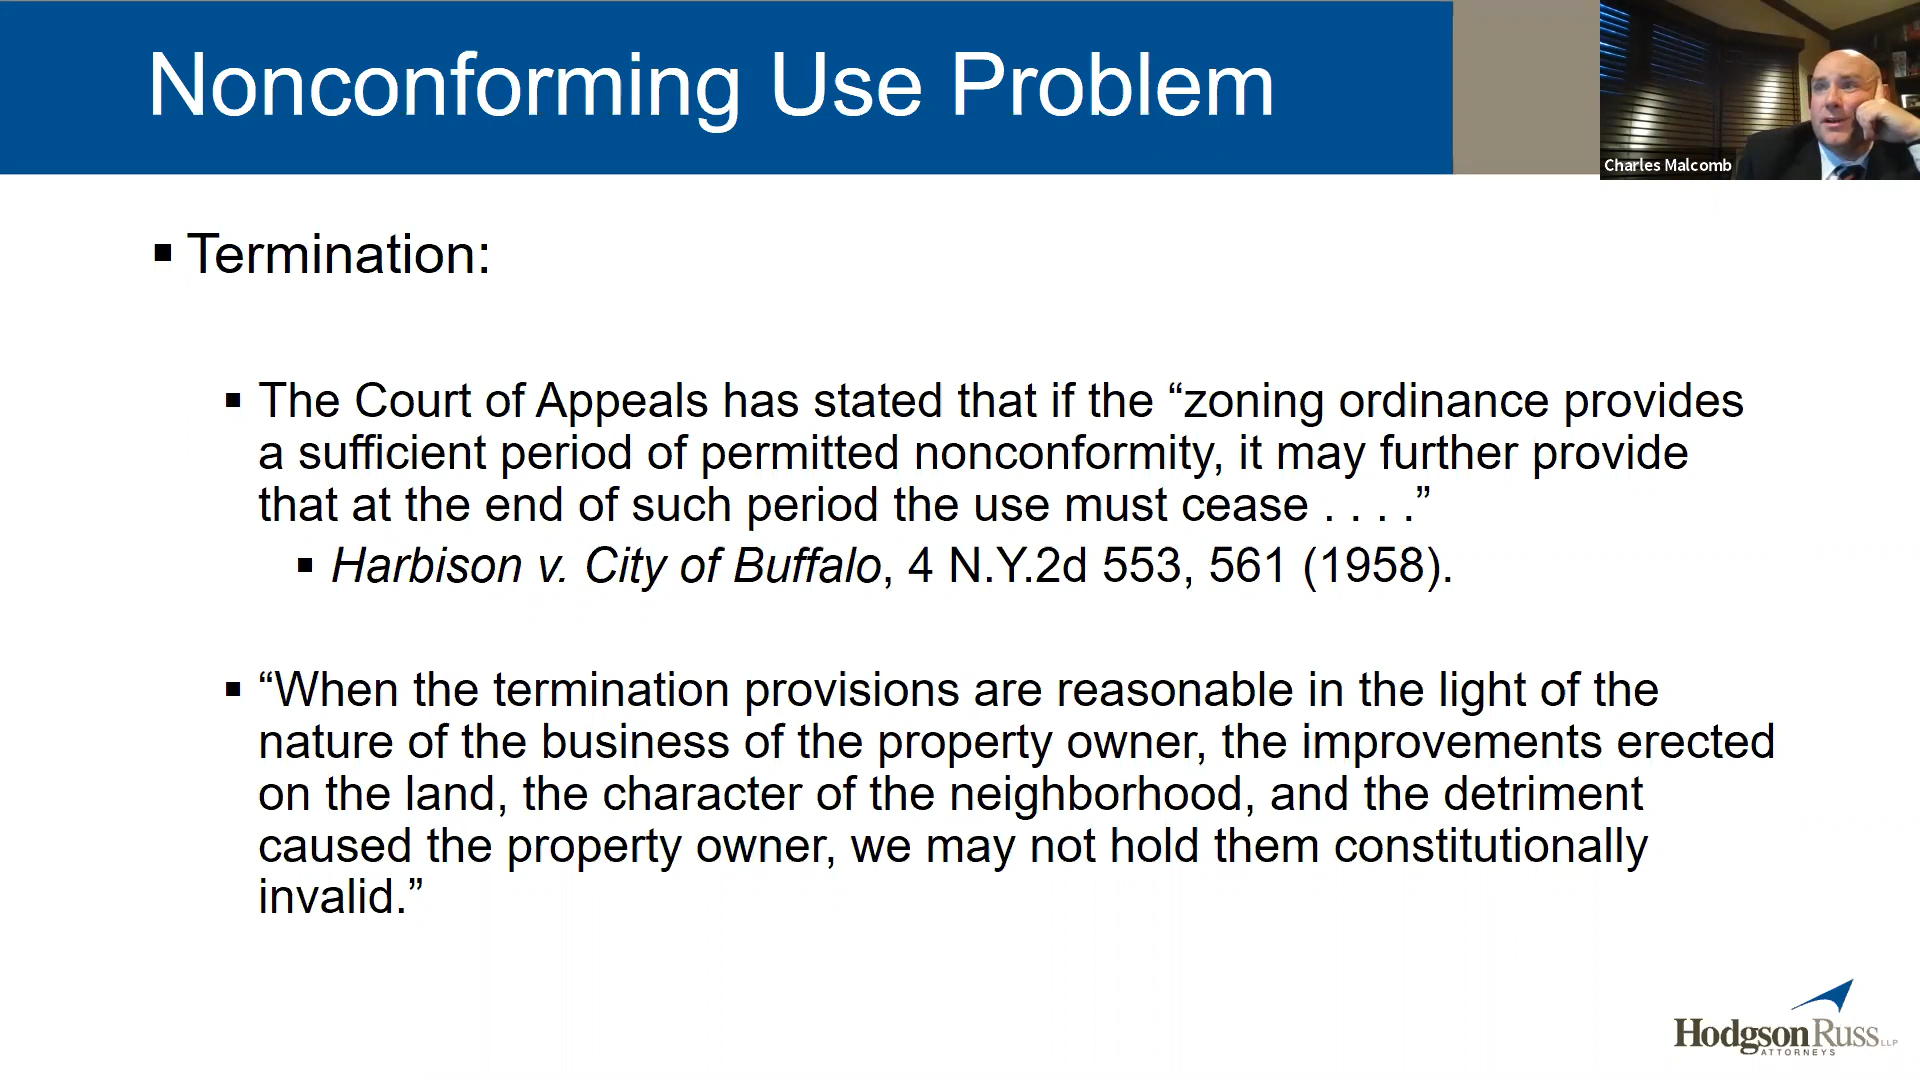 Nonconforming Use Problem
Charles Malcomb
▪ Termination:
▪ The Court of Appeals has stated that if the “zoning ordinance provides
a sufficient period of permitted nonconformity, it may further provide
that at the end of such period the use must cease . . . .”
▪ Harbison v. City of Buffalo, 4 N.Y.2d 553, 561 (1958).
▪ “When the termination provisions are reasonable in the light of the
nature of the business of the property owner, the improvements erected
on the land, the character of the neighborhood, and the detriment
caused the property owner, we may not hold them constitutionally
invalid.”
HodgsonRuss LLP
ATTORNEYS